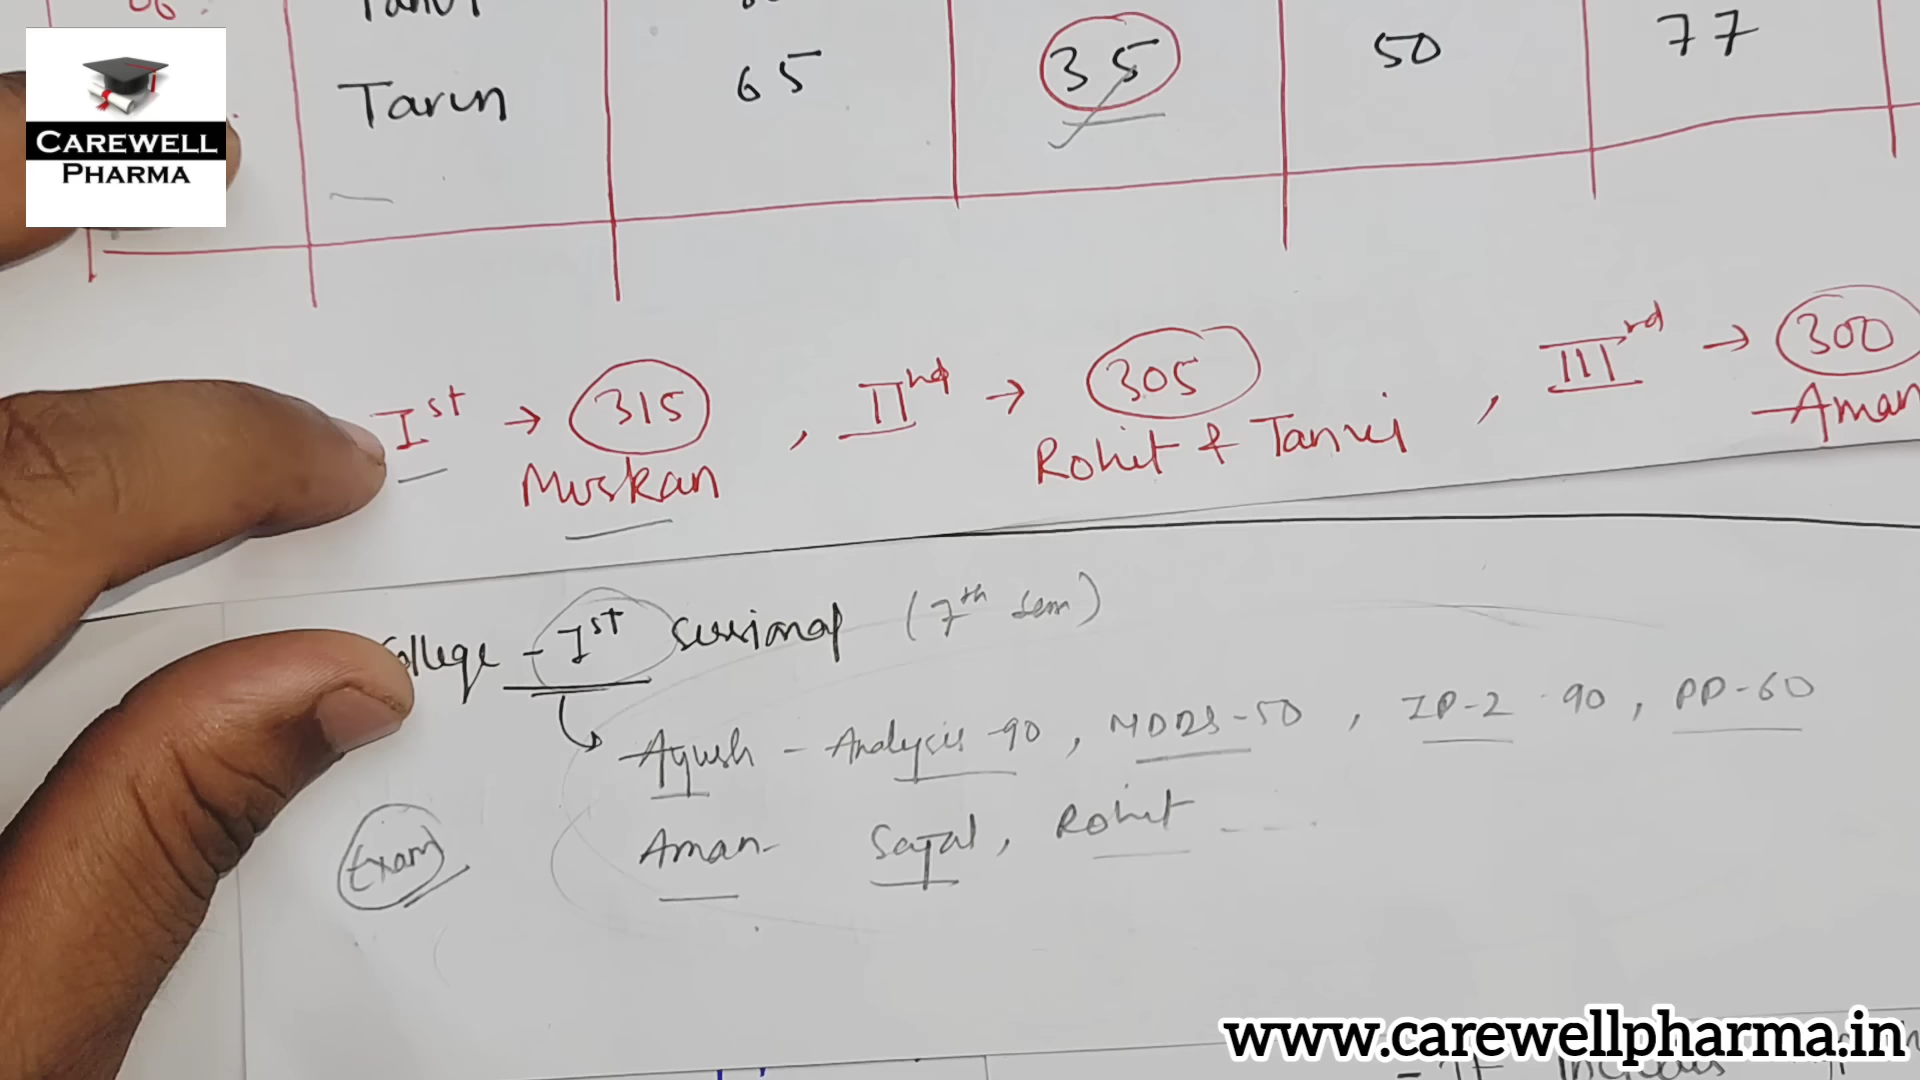 06.
CAREWELL
PHARMA
Tarun 65 35 50 77
Ist → 315 , IInd → 305 , IIIrd → 300
Muskan Rohit & Tanvi Aman
College - Ist sessional (7th sem)
Ayush - Analysis -90 , NDDS-50 , IP-2 -90 , PP-60
Exam Aman- Sajal, Rohit ----
www.carewellpharma.in